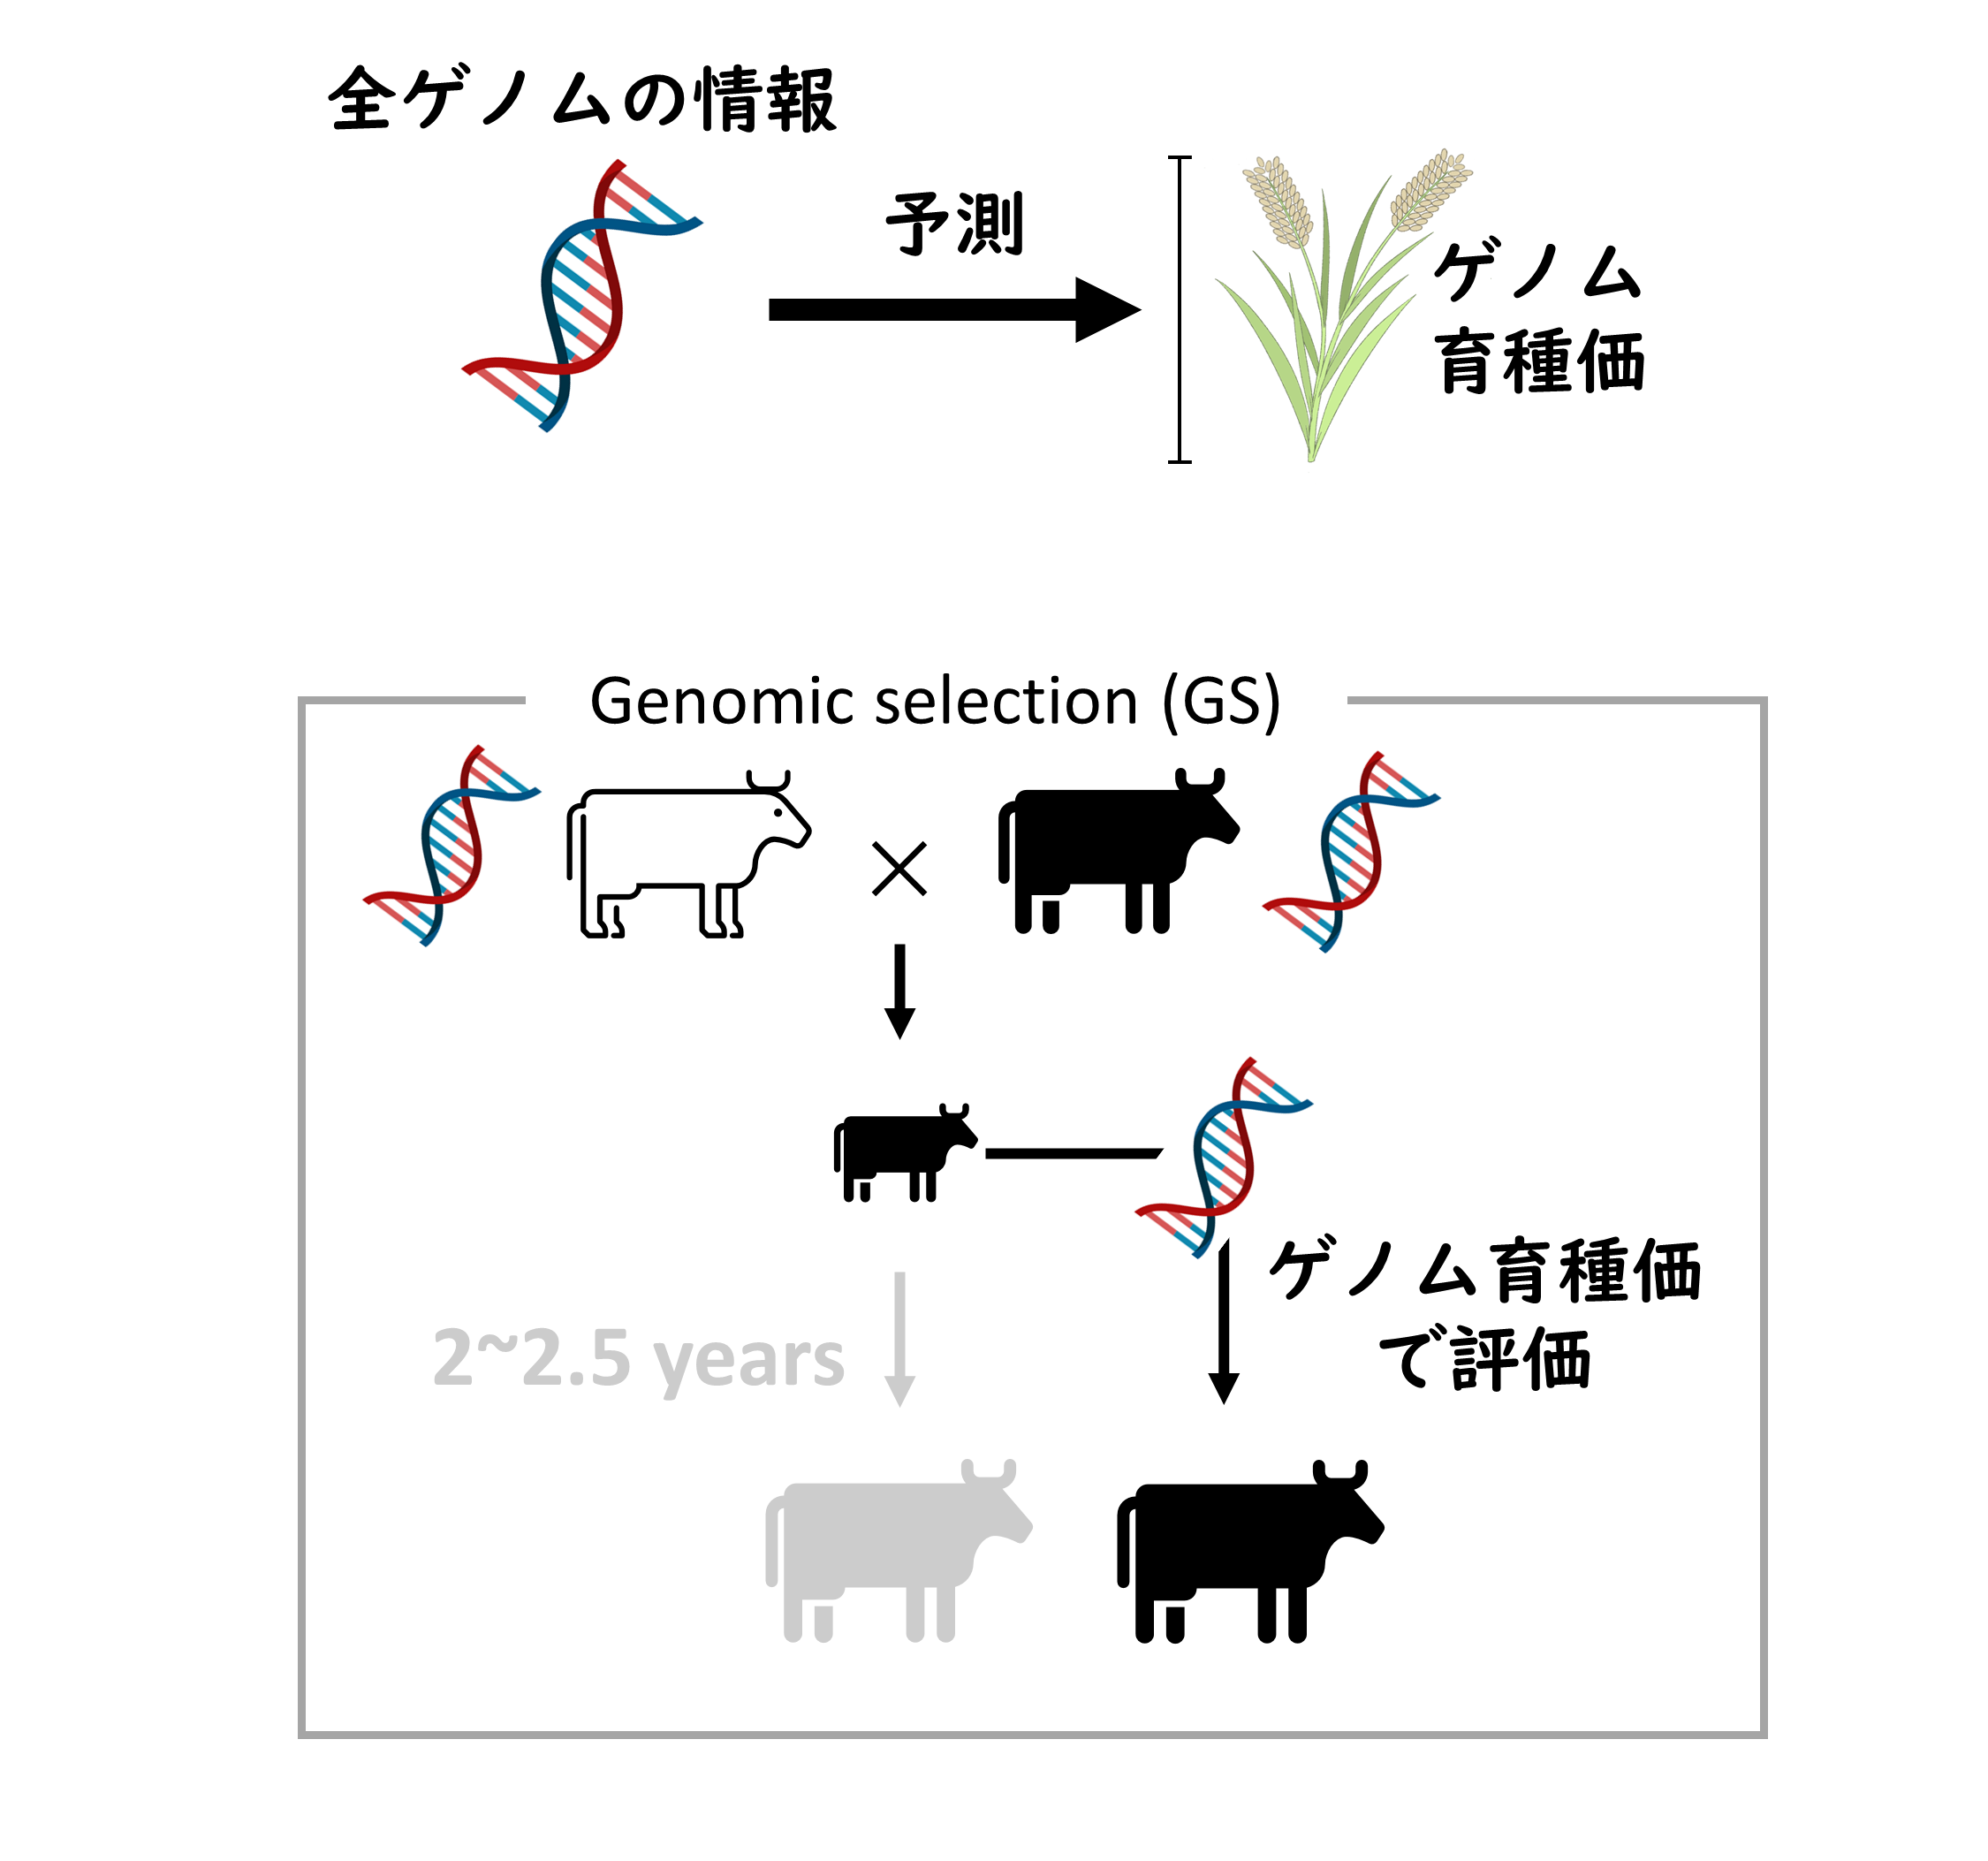 全ゲノムの情報
予測
ゲノム
育種価
Genomic selection (GS)
ゲノム育種価
で評価
2~2.5 years